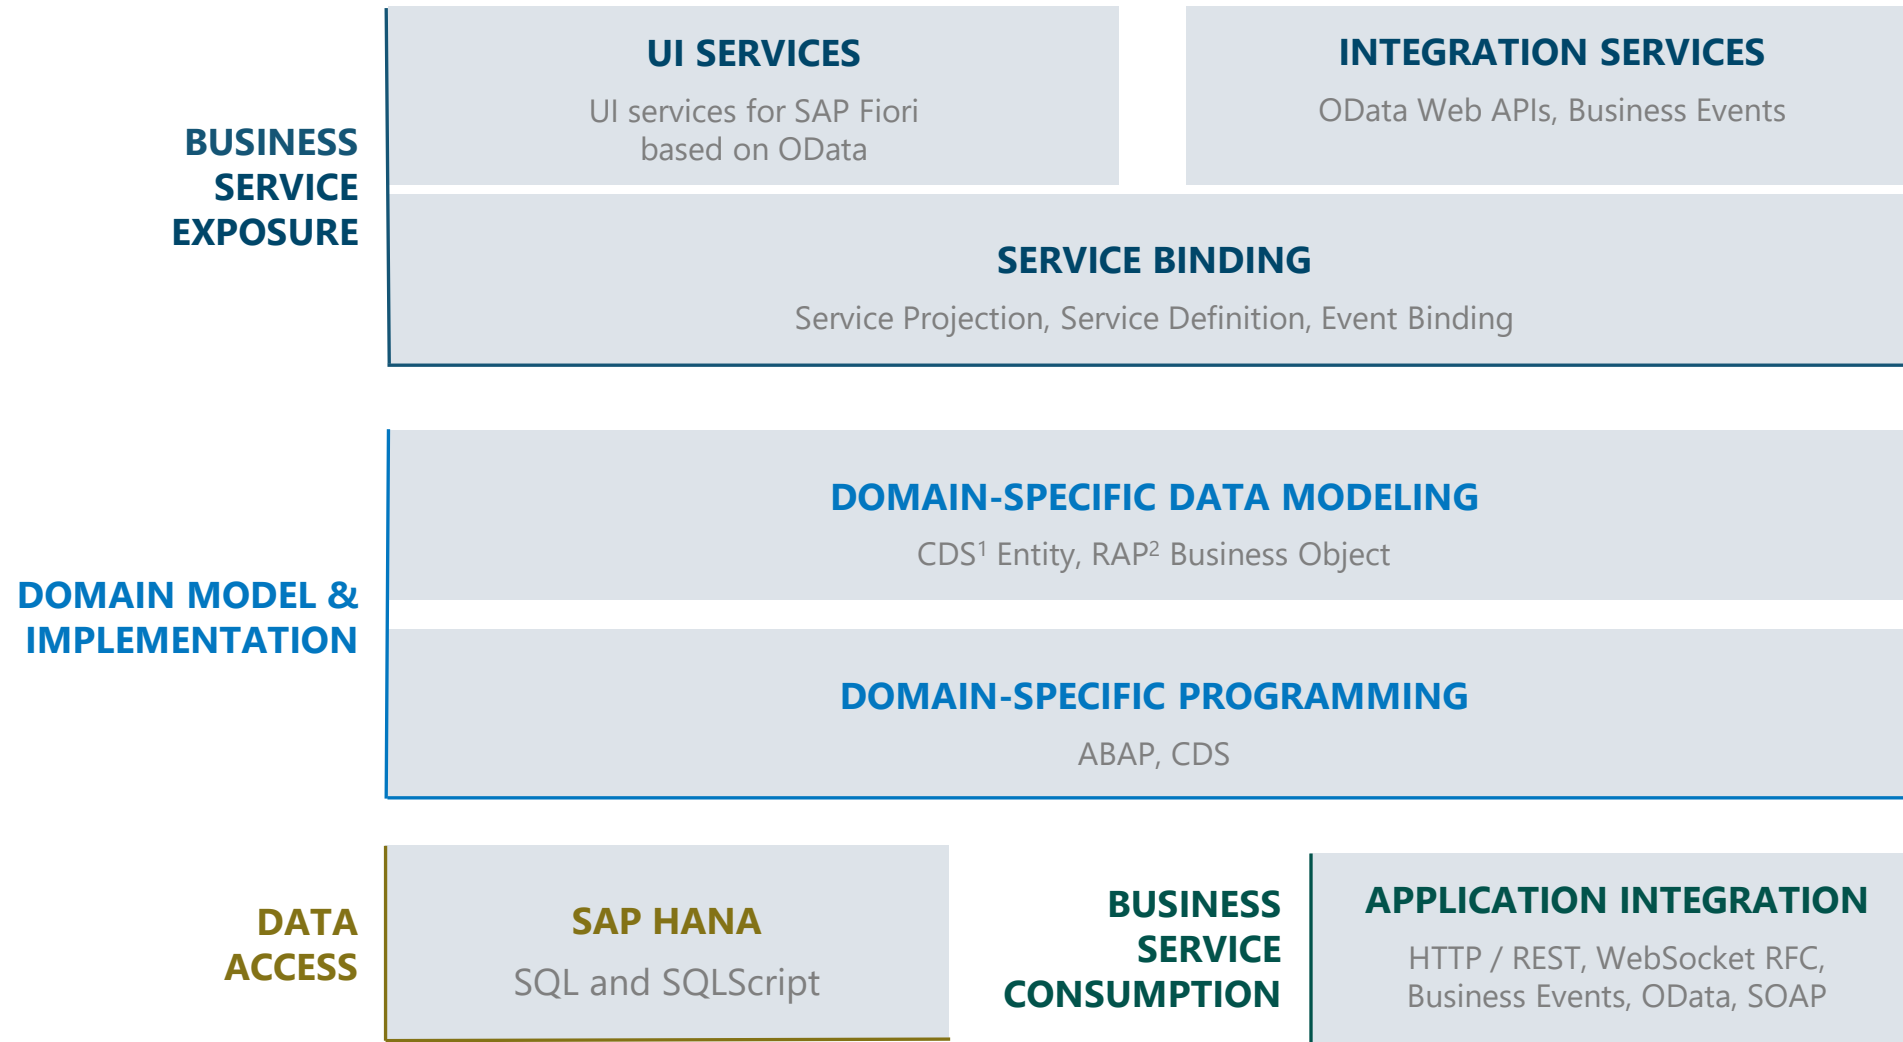 BUSINESS
SERVICE
EXPOSURE
UI SERVICES
UI services for SAP Fiori
based on OData
INTEGRATION SERVICES
OData Web APIs, Business Events
SERVICE BINDING
Service Projection, Service Definition, Event Binding
DOMAIN MODEL &
IMPLEMENTATION
DOMAIN-SPECIFIC DATA MODELING
CDS¹ Entity, RAP² Business Object
DOMAIN-SPECIFIC PROGRAMMING
ABAP, CDS
DATA
ACCESS
SAP HANA
SQL and SQLScript
BUSINESS
SERVICE
CONSUMPTION
APPLICATION INTEGRATION
HTTP / REST, WebSocket RFC,
Business Events, OData, SOAP